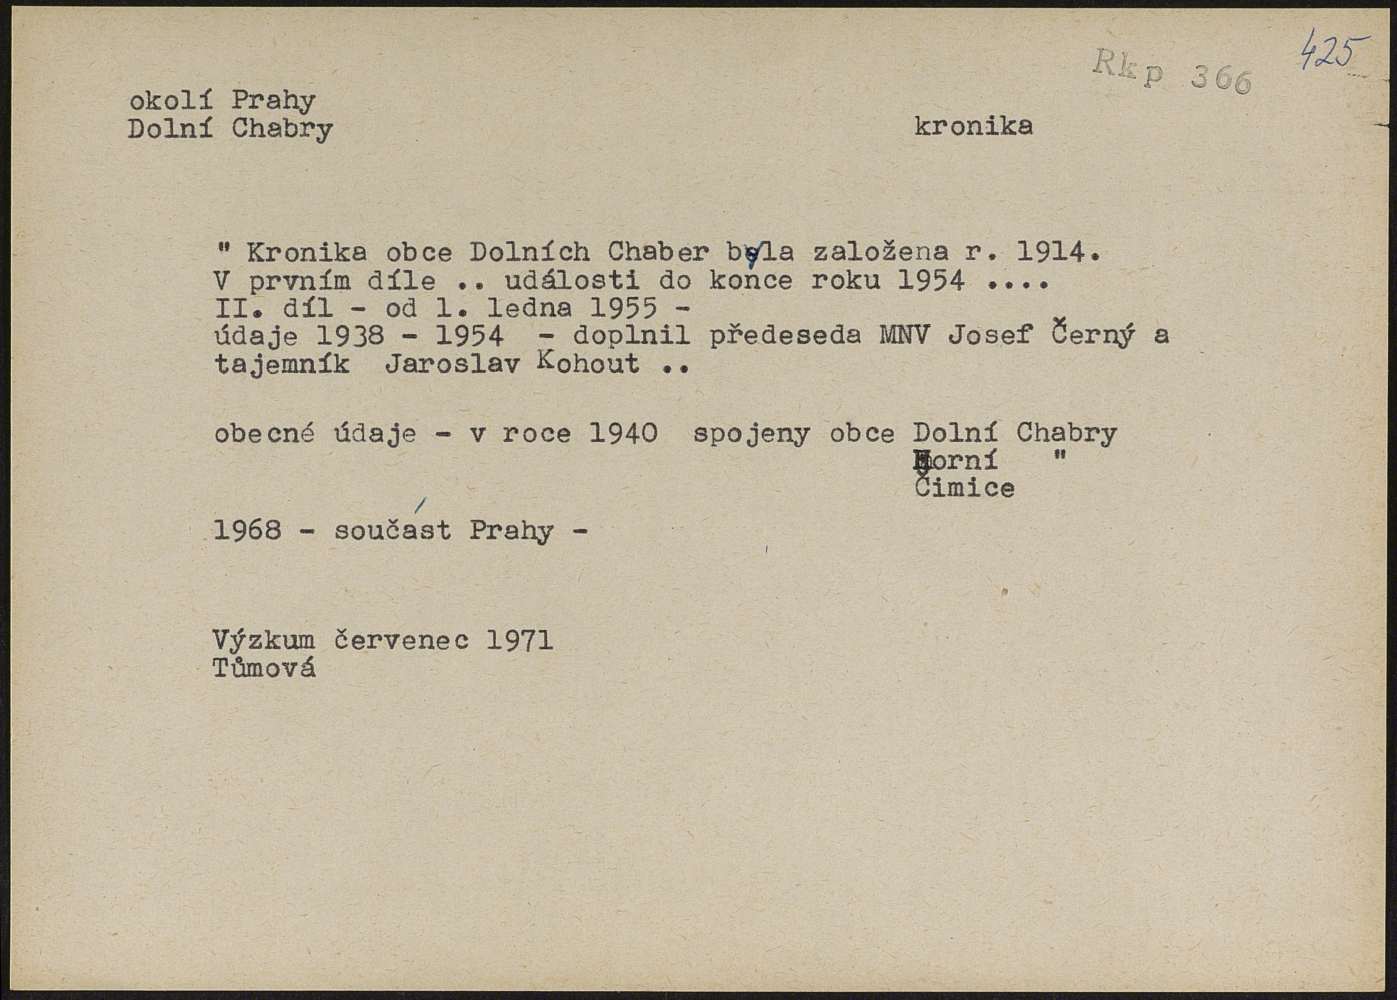 Rkp 366 425
okolí Prahy
Dolní Chabry kronika
" Kronika obce Dolních Chaber byla založena r. 1914.
V prvním díle .. události do konce roku 1954 ....
II. díl - od 1. ledna 1955 -
údaje 1938 - 1954 - doplnil předeseda MNV Josef Černý a
tajemník Jaroslav Kohout ..
obecné údaje - v roce 1940 spojeny obce Dolní Chabry
Horní "
Čimice
1968 - součást Prahy -
Výzkum červenec 1971
Tůmová